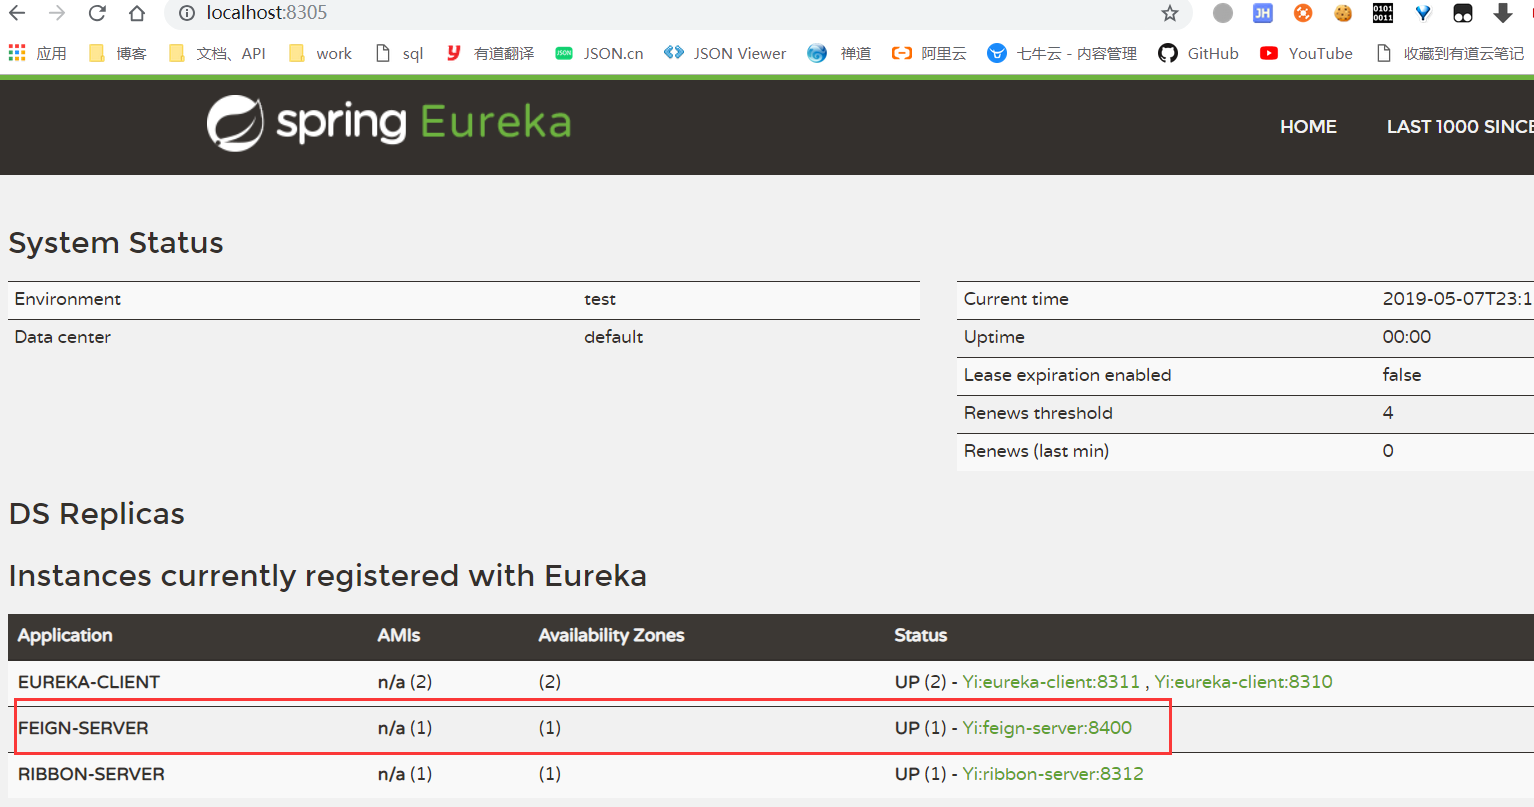 localhost:8305
JH 0101 0011
应用 博客 文档、API work sql 有道翻译 JSON JSON.cn JSON Viewer 禅道 阿里云 七牛云 - 内容管理 GitHub YouTube 收藏到有道云笔记
spring Eureka HOME LAST 1000 SINCE
System Status
Environment test Current time 2019-05-07T23:1
Data center default Uptime 00:00
Lease expiration enabled false
Renews threshold 4
Renews (last min) 0
DS Replicas
Instances currently registered with Eureka
Application AMIs Availability Zones Status
EUREKA-CLIENT n/a (2) (2) UP (2) - Yi:eureka-client:8311 , Yi:eureka-client:8310
FEIGN-SERVER n/a (1) (1) UP (1) - Yi:feign-server:8400
RIBBON-SERVER n/a (1) (1) UP (1) - Yi:ribbon-server:8312